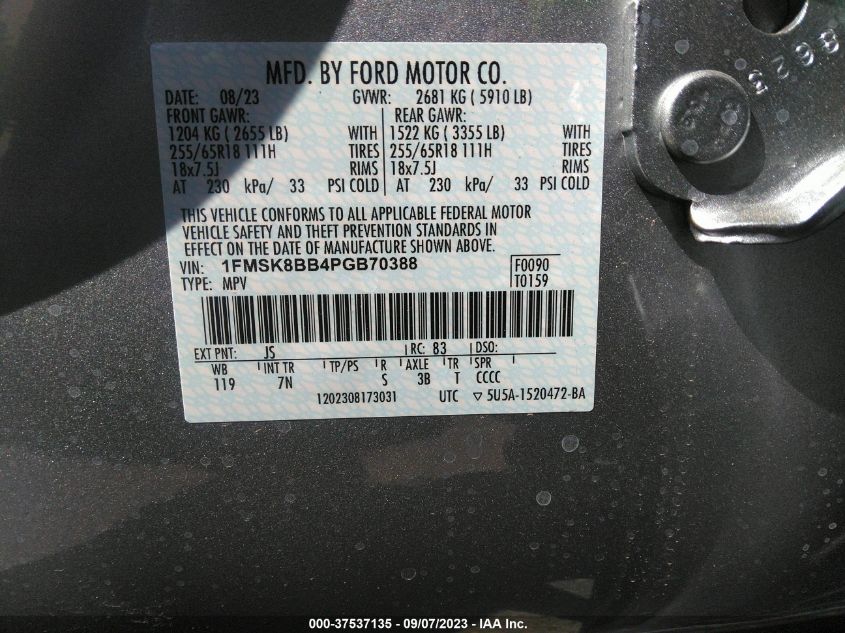 MFD. BY FORD MOTOR CO.
DATE: 08/23 GVWR: 2681 KG ( 5910 LB)
FRONT GAWR: REAR GAWR:
1204 KG ( 2655 LB) WITH 1522 KG ( 3355 LB) WITH
255/65R18 111H TIRES 255/65R18 111H TIRES
18x7.5J RIMS 18x7.5J RIMS
AT 230 kPa/ 33 PSI COLD AT 230 kPa/ 33 PSI COLD
THIS VEHICLE CONFORMS TO ALL APPLICABLE FEDERAL MOTOR
VEHICLE SAFETY AND THEFT PREVENTION STANDARDS IN
EFFECT ON THE DATE OF MANUFACTURE SHOWN ABOVE.
VIN: 1FMSK8BB4PGB70388 F0090
TYPE: MPV T0159
EXT PNT: JS RC: 83 DSO:
WB INT TR TP/PS R AXLE TR SPR
119 7N S 3B T CCCC
1202308173031 UTC ▽ 5U5A-1520472-BA
8625
000-37537135 - 09/07/2023 - IAA Inc.